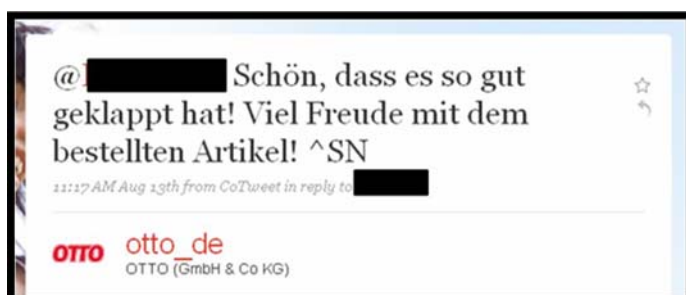 @ Schön, dass es so gut
geklappt hat! Viel Freude mit dem
bestellten Artikel! ^SN
11:17 AM Aug 13th from CoTweet in reply to
OTTO otto_de
OTTO (GmbH & Co KG)